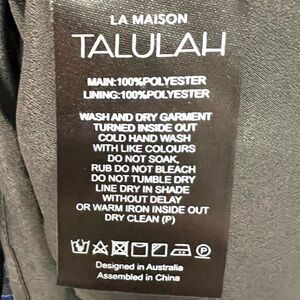 LA MAISON
TALULAH
MAIN:100%POLYESTER
LINING:100%POLYESTER
WASH AND DRY GARMENT
TURNED INSIDE OUT
COLD HAND WASH
WITH LIKE COLOURS
DO NOT SOAK,
RUB DO NOT BLEACH
DO NOT TUMBLE DRY
LINE DRY IN SHADE
WITHOUT DELAY
OR WARM IRON INSIDE OUT
DRY CLEAN (P)
P
Designed in Australia
Assembled in China